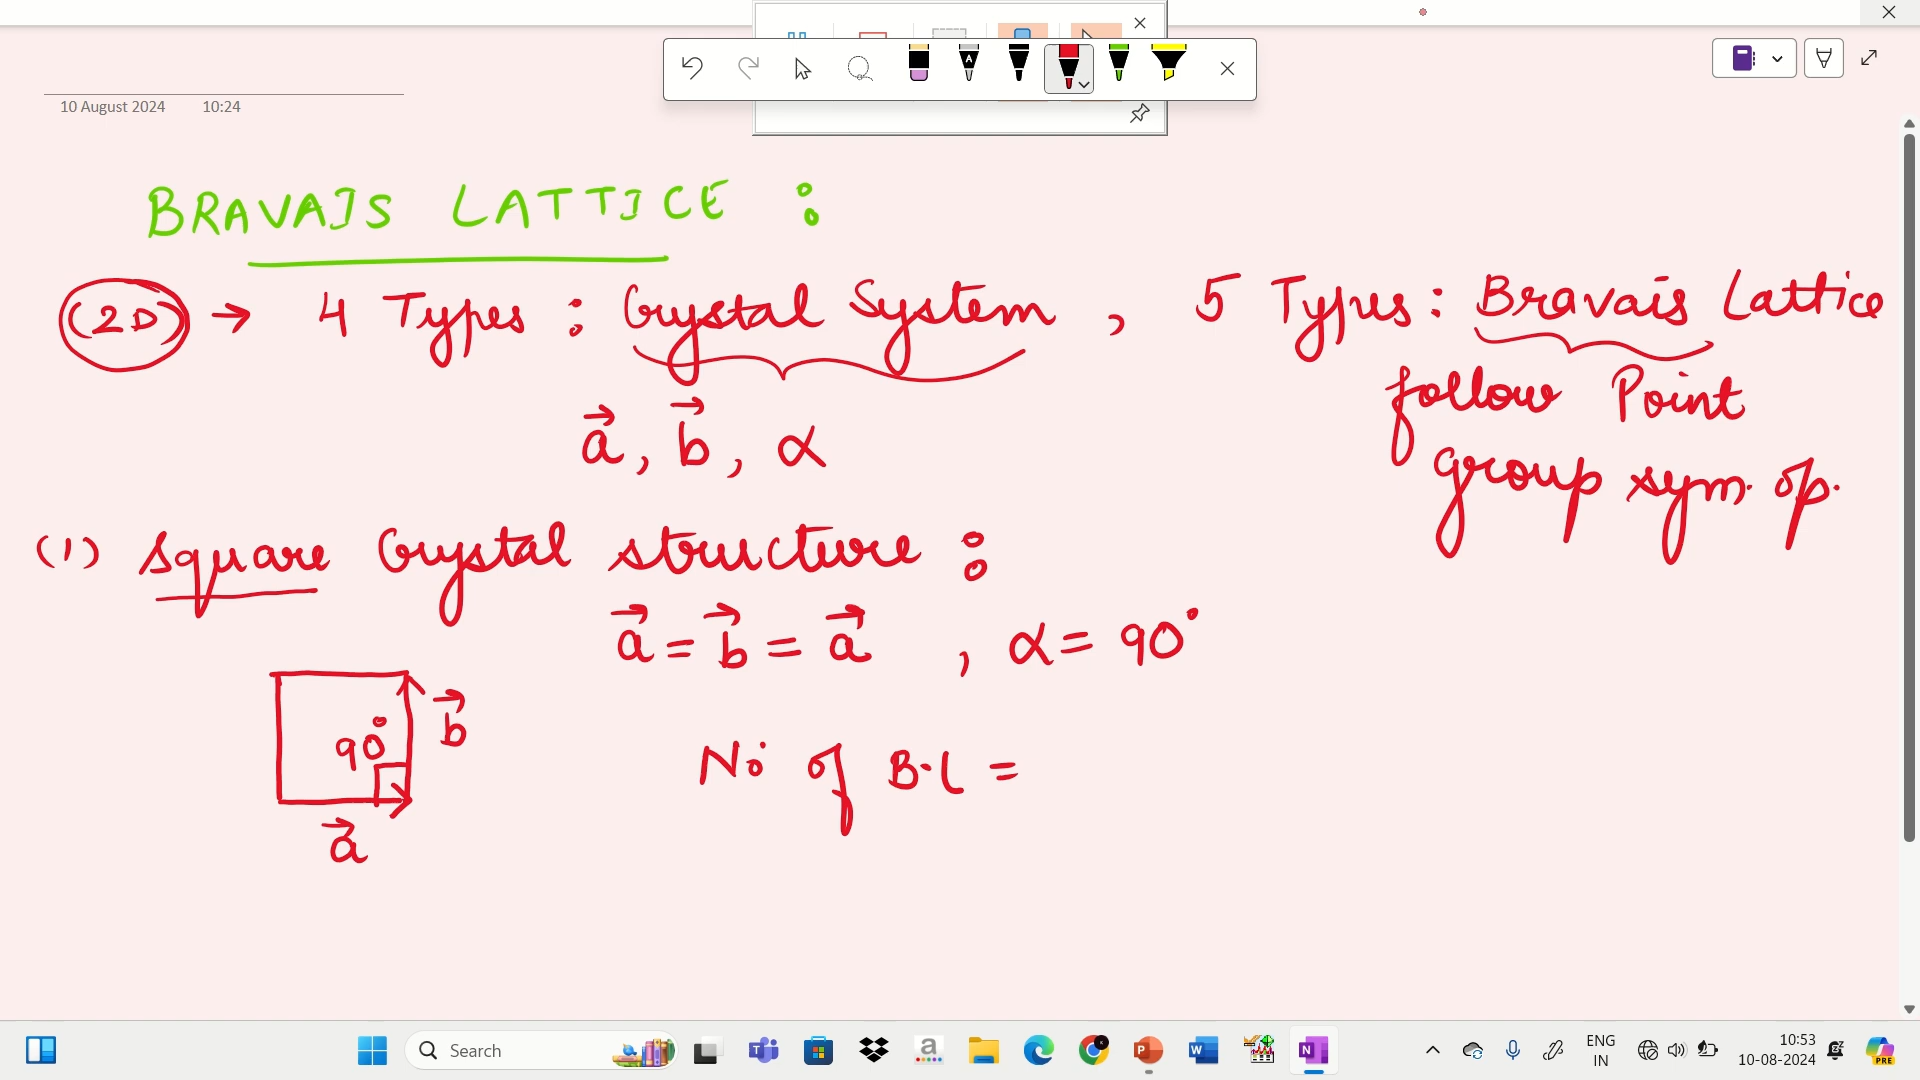 10 August 2024 10:24
BRAVAIS LATTICE :
(2D) → 4 Types : Crystal System , 5 Types : Bravais Lattice
follow Point
group sym. op.
a⃗, b⃗, α
(1) Square Crystal structure :
a⃗ = b⃗ = a⃗ , α = 90°
90°
b⃗
a⃗
No of B.L =
Search
ENG
IN
10:53
10-08-2024
PRE